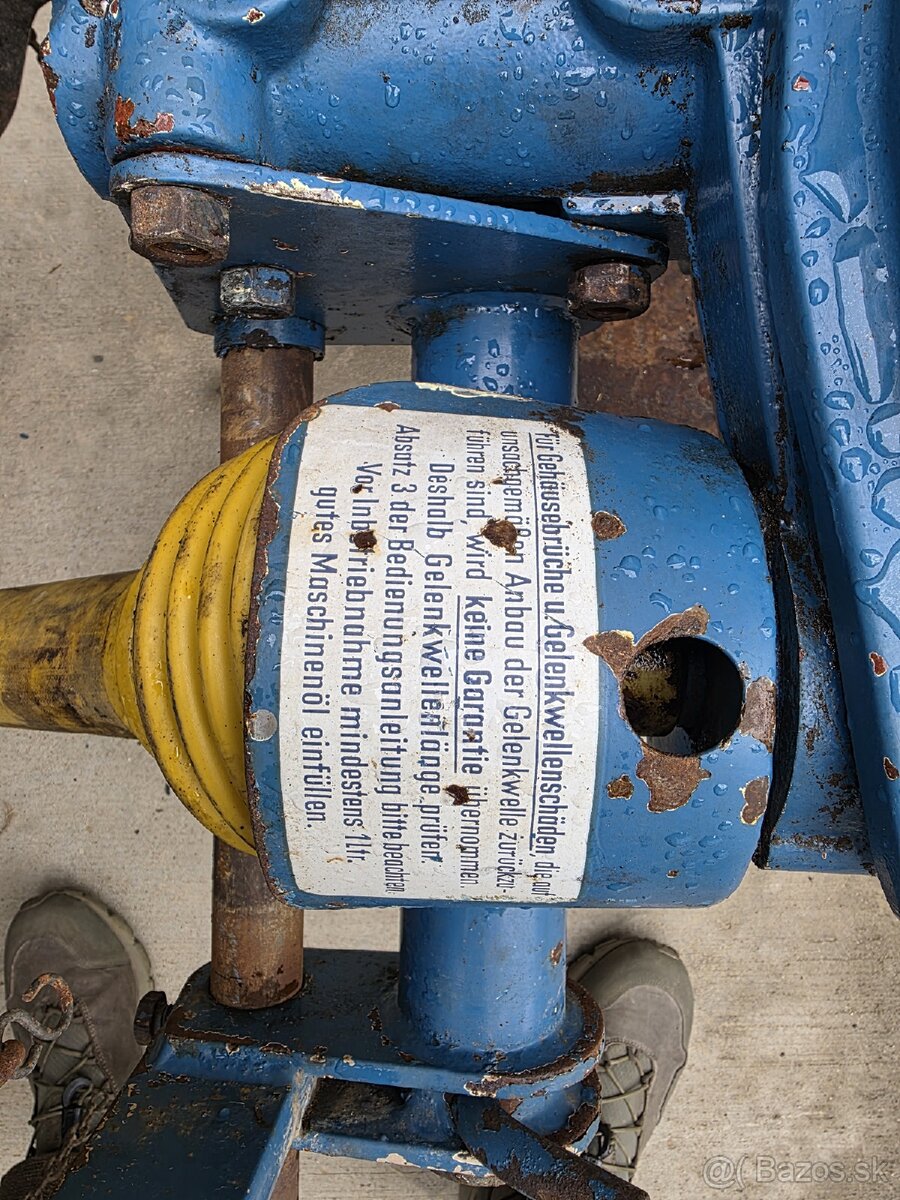 Für Gehäusebrüche u. Gelenkwellenschäden, die auf
unsachgemäßen Anbau der Gelenkwelle zurückzu-
führen sind wird keine Garantie übernommen.
Deshalb Gelenkwellenlänge prüfen!
Absatz 3 der Bedienungsanleitung bitte beachten.
Vor Inbetriebnahme mindestens 1 ltr.
gutes Maschinenöl einfüllen.
@( Bazos.sk